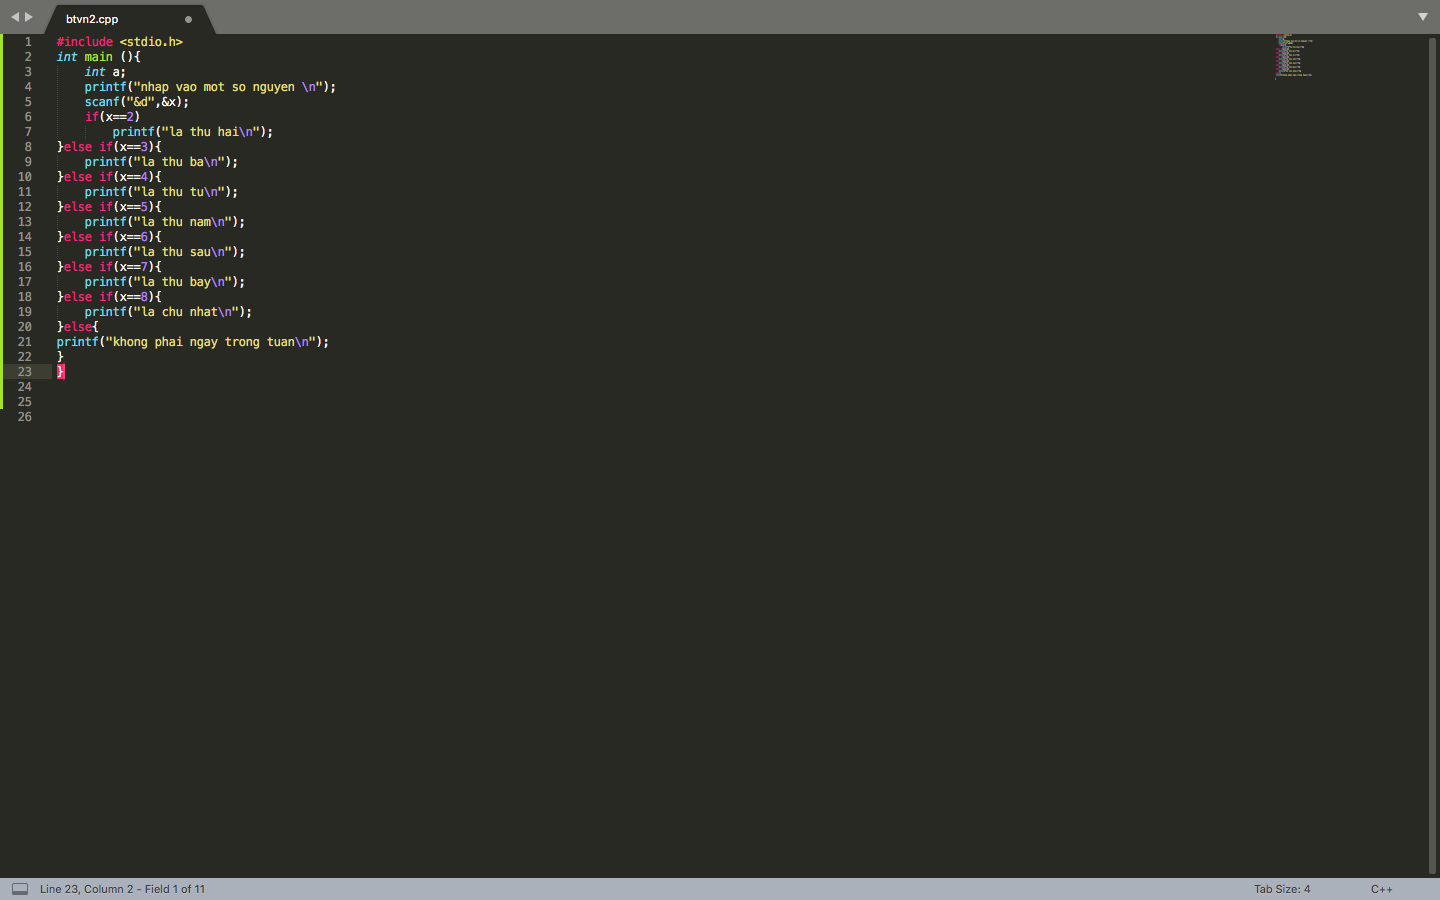 btvn2.cpp
1 #include <stdio.h>
2 int main (){
3 int a;
4 printf("nhap vao mot so nguyen \n");
5 scanf("&d",&x);
6 if(x==2)
7 printf("la thu hai\n");
8 }else if(x==3){
9 printf("la thu ba\n");
10 }else if(x==4){
11 printf("la thu tu\n");
12 }else if(x==5){
13 printf("la thu nam\n");
14 }else if(x==6){
15 printf("la thu sau\n");
16 }else if(x==7){
17 printf("la thu bay\n");
18 }else if(x==8){
19 printf("la chu nhat\n");
20 }else{
21 printf("khong phai ngay trong tuan\n");
22 }
23 }
24
25
26
Line 23, Column 2 - Field 1 of 11 Tab Size: 4 C++